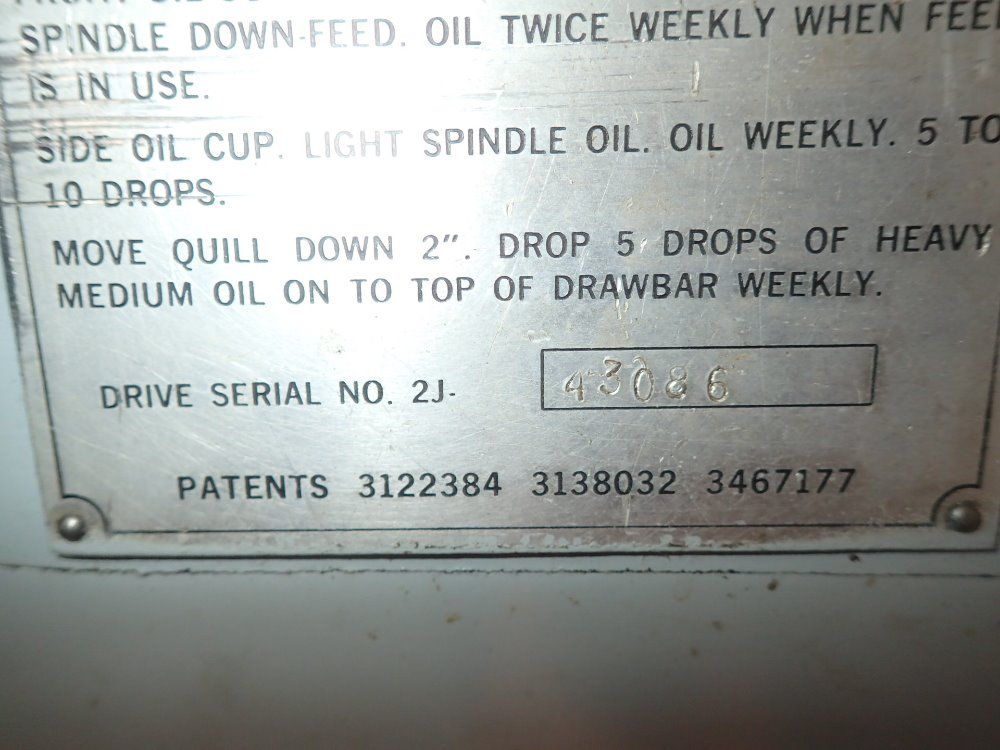 SPINDLE DOWN-FEED. OIL TWICE WEEKLY WHEN FEE
IS IN USE.
SIDE OIL CUP. LIGHT SPINDLE OIL. OIL WEEKLY. 5 TO
10 DROPS.
MOVE QUILL DOWN 2". DROP 5 DROPS OF HEAVY
MEDIUM OIL ON TO TOP OF DRAWBAR WEEKLY.
DRIVE SERIAL NO. 2J- 43086
PATENTS 3122384 3138032 3467177